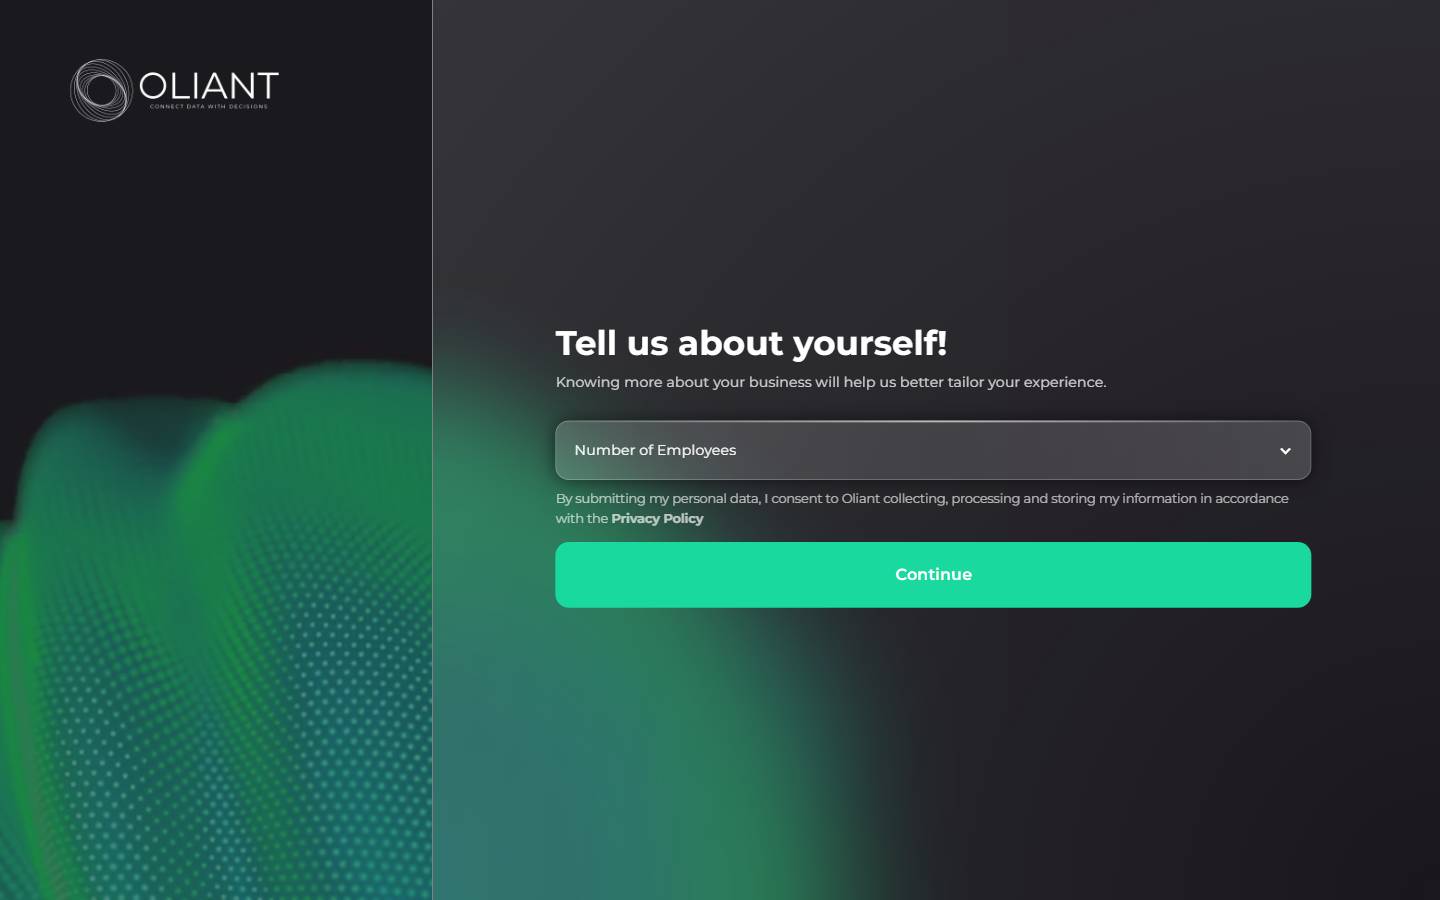 OLIANT
CONNECT DATA WITH DECISIONS
Tell us about yourself!
Knowing more about your business will help us better tailor your experience.
Number of Employees
By submitting my personal data, I consent to Oliant collecting, processing and storing my information in accordance
with the Privacy Policy
Continue